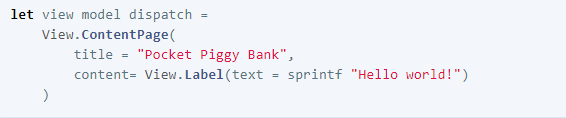 let view model dispatch =
    View.ContentPage(
        title = "Pocket Piggy Bank",
        content= View.Label(text = sprintf "Hello world!")
    )